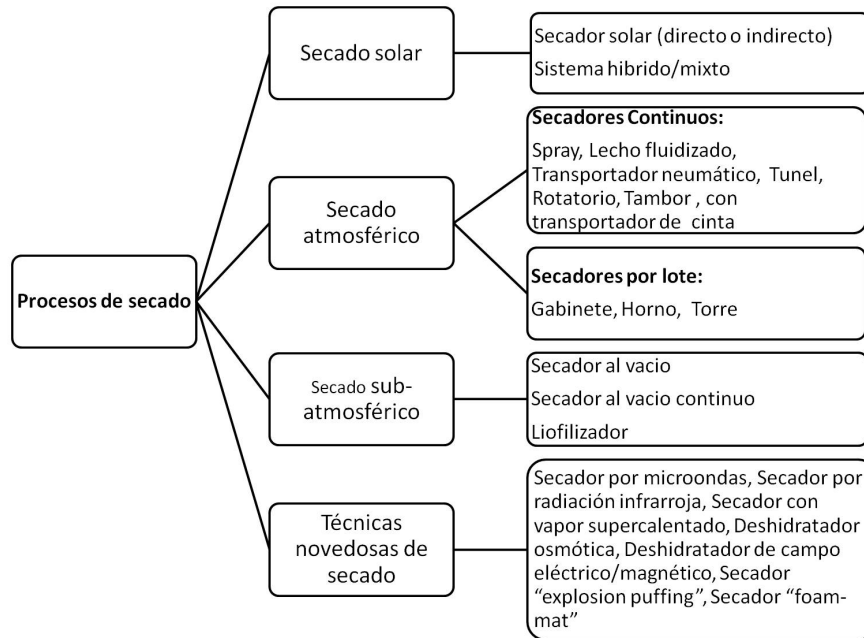 Procesos de secado
Secado solar
Secador solar (directo o indirecto)
Sistema hibrido/mixto
Secado
atmosférico
Secadores Continuos:
Spray, Lecho fluidizado,
Transportador neumático, Tunel,
Rotatorio, Tambor , con
transportador de cinta
Secadores por lote:
Gabinete, Horno, Torre
Secado sub-
atmosférico
Secador al vacio
Secador al vacio continuo
Liofilizador
Técnicas
novedosas de
secado
Secador por microondas, Secador por
radiación infrarroja, Secador con
vapor supercalentado, Deshidratador
osmótica, Deshidratador de campo
eléctrico/magnético, Secador
“explosion puffing”, Secador “foam-
mat”